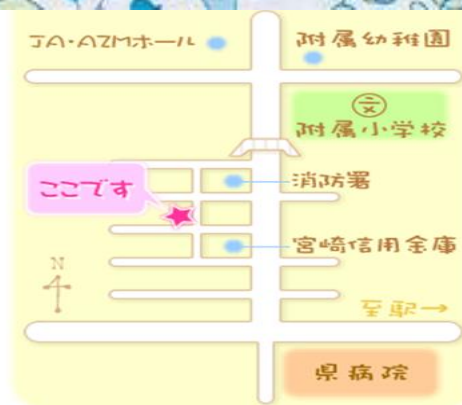 JA・AZMホール
附属幼稚園
文
附属小学校
ここです
消防署
宮崎信用金庫
N
至駅→
県病院